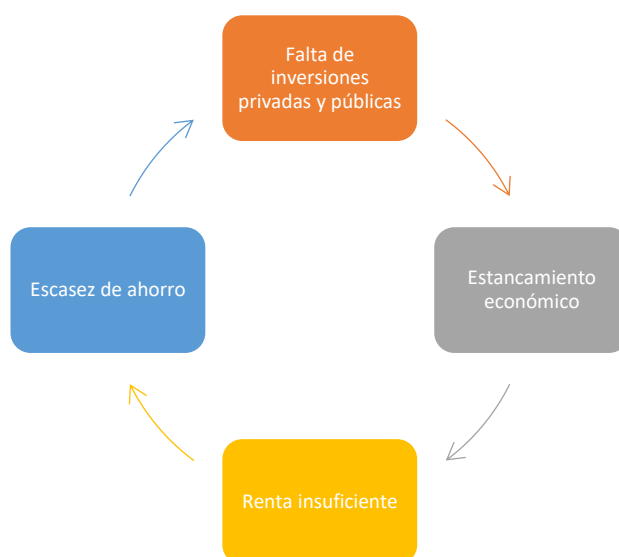 Falta de
inversiones
privadas y públicas
Estancamiento
económico
Renta insuficiente
Escasez de ahorro